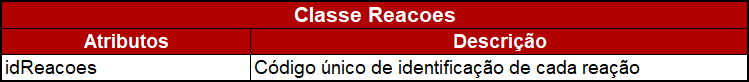 Classe Reacoes
Atributos Descrição
idReacoes Código único de identificação de cada reação